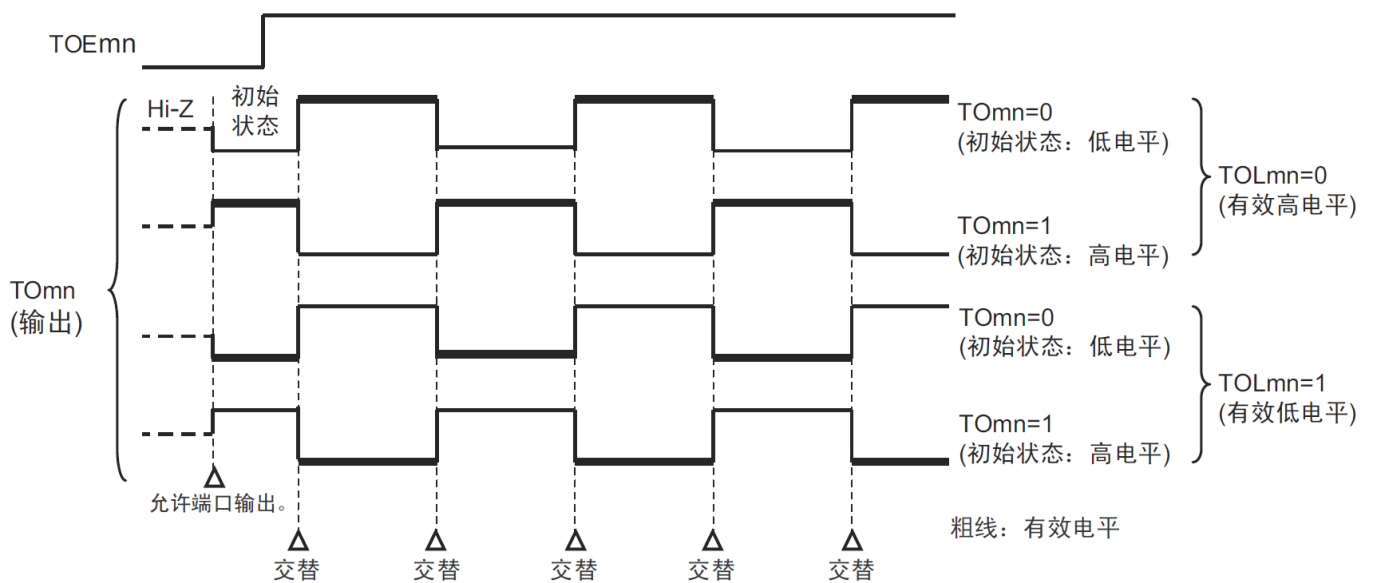 TOEmn
Hi-Z
初始
状态
TOmn=0
(初始状态：低电平)
TOLmn=0
(有效高电平)
TOmn=1
(初始状态：高电平)
TOmn
(输出)
TOmn=0
(初始状态：低电平)
TOLmn=1
(有效低电平)
TOmn=1
(初始状态：高电平)
允许端口输出。
粗线：有效电平
交替
交替
交替
交替
交替